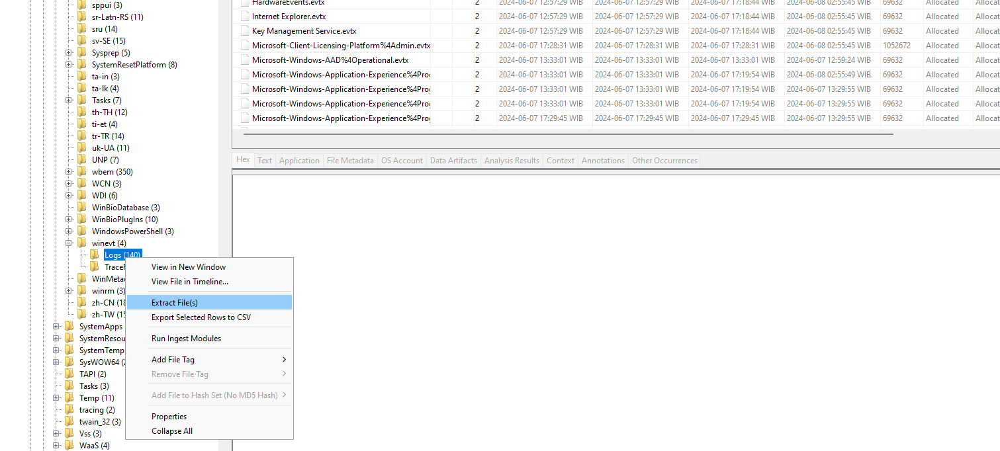 sppui (3)
sr-Latn-RS (11)
sru (14)
sv-SE (15)
Sysprep (5)
SystemResetPlatform (8)
ta-in (3)
ta-lk (4)
Tasks (7)
th-TH (12)
ti-et (4)
tr-TR (14)
uk-UA (11)
UNP (7)
wbem (350)
WCN (3)
WDI (6)
WinBioDatabase (3)
WinBioPlugIns (10)
WindowsPowerShell (3)
winevt (4)
Logs (140)
TraceF
WinMetad
winrm (3)
zh-CN (18
zh-TW (15
SystemApps
SystemResou
SystemTemp
SysWOW64 (2
TAPI (2)
Tasks (3)
Temp (11)
tracing (2)
twain_32 (3)
Vss (3)
WaaS (4)
View in New Window
View File in Timeline...
Extract File(s)
Export Selected Rows to CSV
Run Ingest Modules
Add File Tag
Remove File Tag
Add File to Hash Set (No MD5 Hash)
Properties
Collapse All
HardwareEvents.evtx 2 2024-06-07 12:57:29 WIB 2024-06-07 12:57:29 WIB 2024-06-07 17:18:44 WIB 2024-06-08 02:55:45 WIB 69632 Allocated Allocat
Internet Explorer.evtx 2 2024-06-07 12:57:29 WIB 2024-06-07 12:57:29 WIB 2024-06-07 17:18:44 WIB 2024-06-08 02:55:45 WIB 69632 Allocated Allocat
Key Management Service.evtx 2 2024-06-07 12:57:29 WIB 2024-06-07 12:57:29 WIB 2024-06-07 17:18:44 WIB 2024-06-08 02:55:45 WIB 69632 Allocated Allocat
Microsoft-Client-Licensing-Platform%4Admin.evtx 2 2024-06-07 17:28:31 WIB 2024-06-07 17:28:31 WIB 2024-06-07 17:28:31 WIB 2024-06-08 02:55:45 WIB 1052672 Allocated Allocat
Microsoft-Windows-AAD%4Operational.evtx 2 2024-06-07 13:33:01 WIB 2024-06-07 13:33:01 WIB 2024-06-07 13:33:01 WIB 2024-06-07 12:59:24 WIB 69632 Allocated Allocat
Microsoft-Windows-Application-Experience%4Prog 2 2024-06-07 13:33:01 WIB 2024-06-07 13:33:01 WIB 2024-06-07 17:19:54 WIB 2024-06-08 02:55:49 WIB 69632 Allocated Allocat
Microsoft-Windows-Application-Experience%4Prog 2 2024-06-07 13:33:01 WIB 2024-06-07 13:33:01 WIB 2024-06-07 17:19:54 WIB 2024-06-07 13:29:55 WIB 69632 Allocated Allocat
Microsoft-Windows-Application-Experience%4Prog 2 2024-06-07 13:33:01 WIB 2024-06-07 13:33:01 WIB 2024-06-07 17:19:54 WIB 2024-06-07 13:29:55 WIB 69632 Allocated Allocat
Microsoft-Windows-Application-Experience%4Prog 2 2024-06-07 17:29:45 WIB 2024-06-07 17:29:45 WIB 2024-06-07 17:29:45 WIB 2024-06-07 13:29:55 WIB 69632 Allocated Allocat
Hex Text Application File Metadata OS Account Data Artifacts Analysis Results Context Annotations Other Occurrences